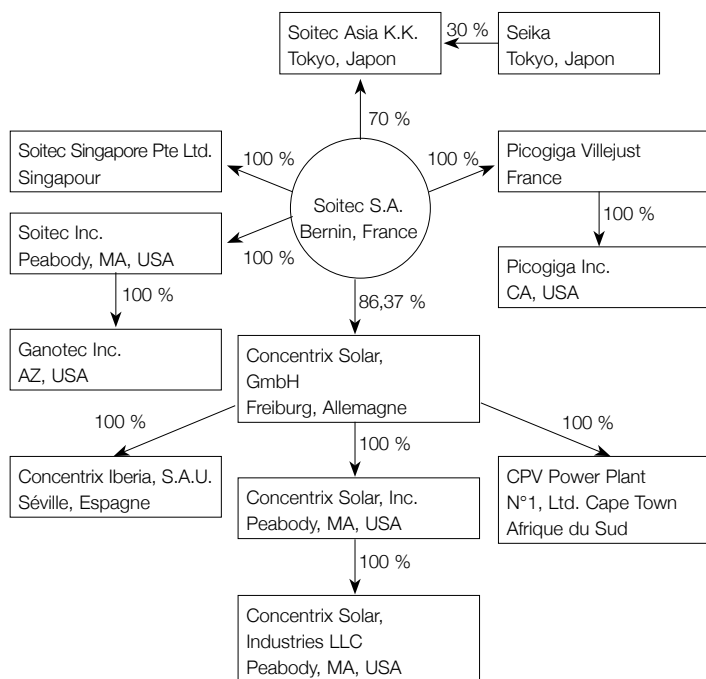 Soitec Asia K.K.
Tokyo, Japon
30 %
Seika
Tokyo, Japon
70 %
Soitec Singapore Pte Ltd.
Singapour
100 %
100 %
Picogiga Villejust
France
Soitec S.A.
Bernin, France
Soitec Inc.
Peabody, MA, USA
100 %
100 %
Picogiga Inc.
CA, USA
100 %
86,37 %
Ganotec Inc.
AZ, USA
Concentrix Solar,
GmbH
Freiburg, Allemagne
100 %
100 %
100 %
Concentrix Iberia, S.A.U.
Séville, Espagne
Concentrix Solar, Inc.
Peabody, MA, USA
CPV Power Plant
N°1, Ltd. Cape Town
Afrique du Sud
100 %
Concentrix Solar,
Industries LLC
Peabody, MA, USA